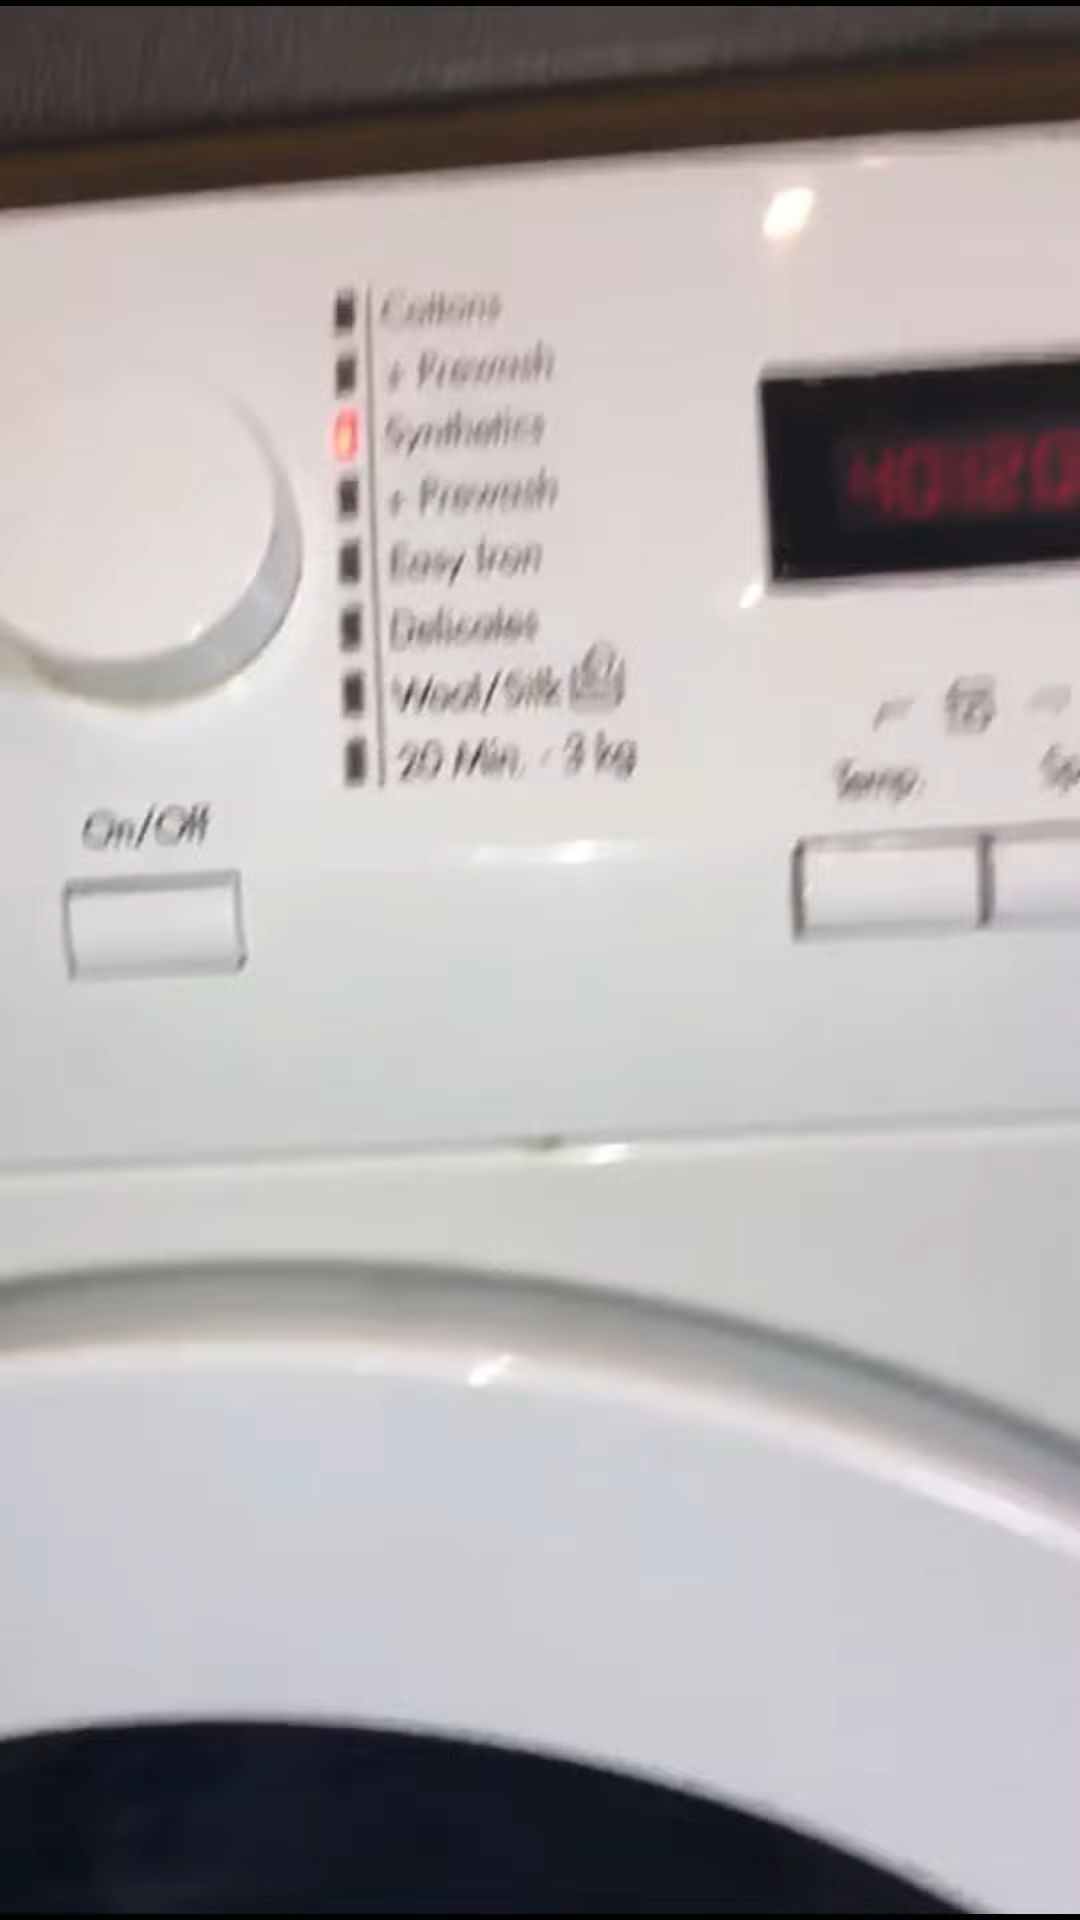 Cottons
+ Prewash
Synthetics
+ Prewash
Easy Iron
Delicates
Wool/Silk
20 Min. - 3 kg
On/Off
Temp.